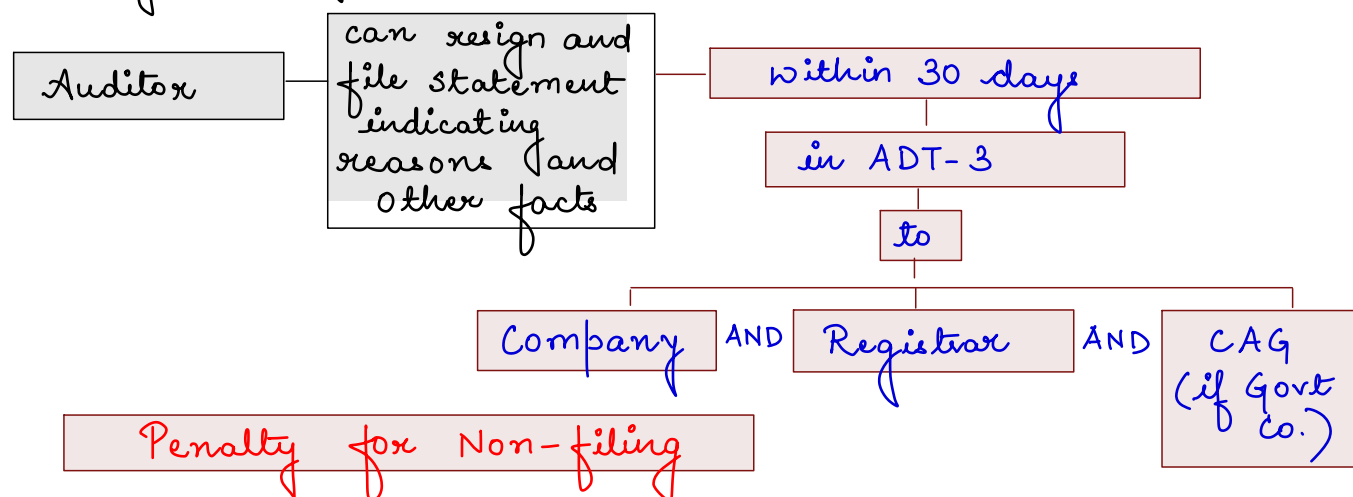 Auditor
can resign and
file statement
indicating
reasons and
other facts
within 30 days
in ADT-3
to
Company AND Registrar AND CAG
(if Govt
co.)
Penalty for Non-filing